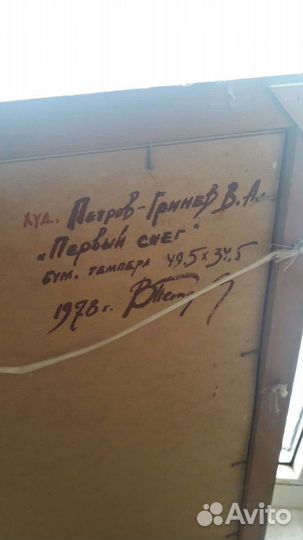 худ. Петров-Гринев В.А.
"Первый снег"
бум. темпера 49.5 x 34.5
1978 г.
Avito